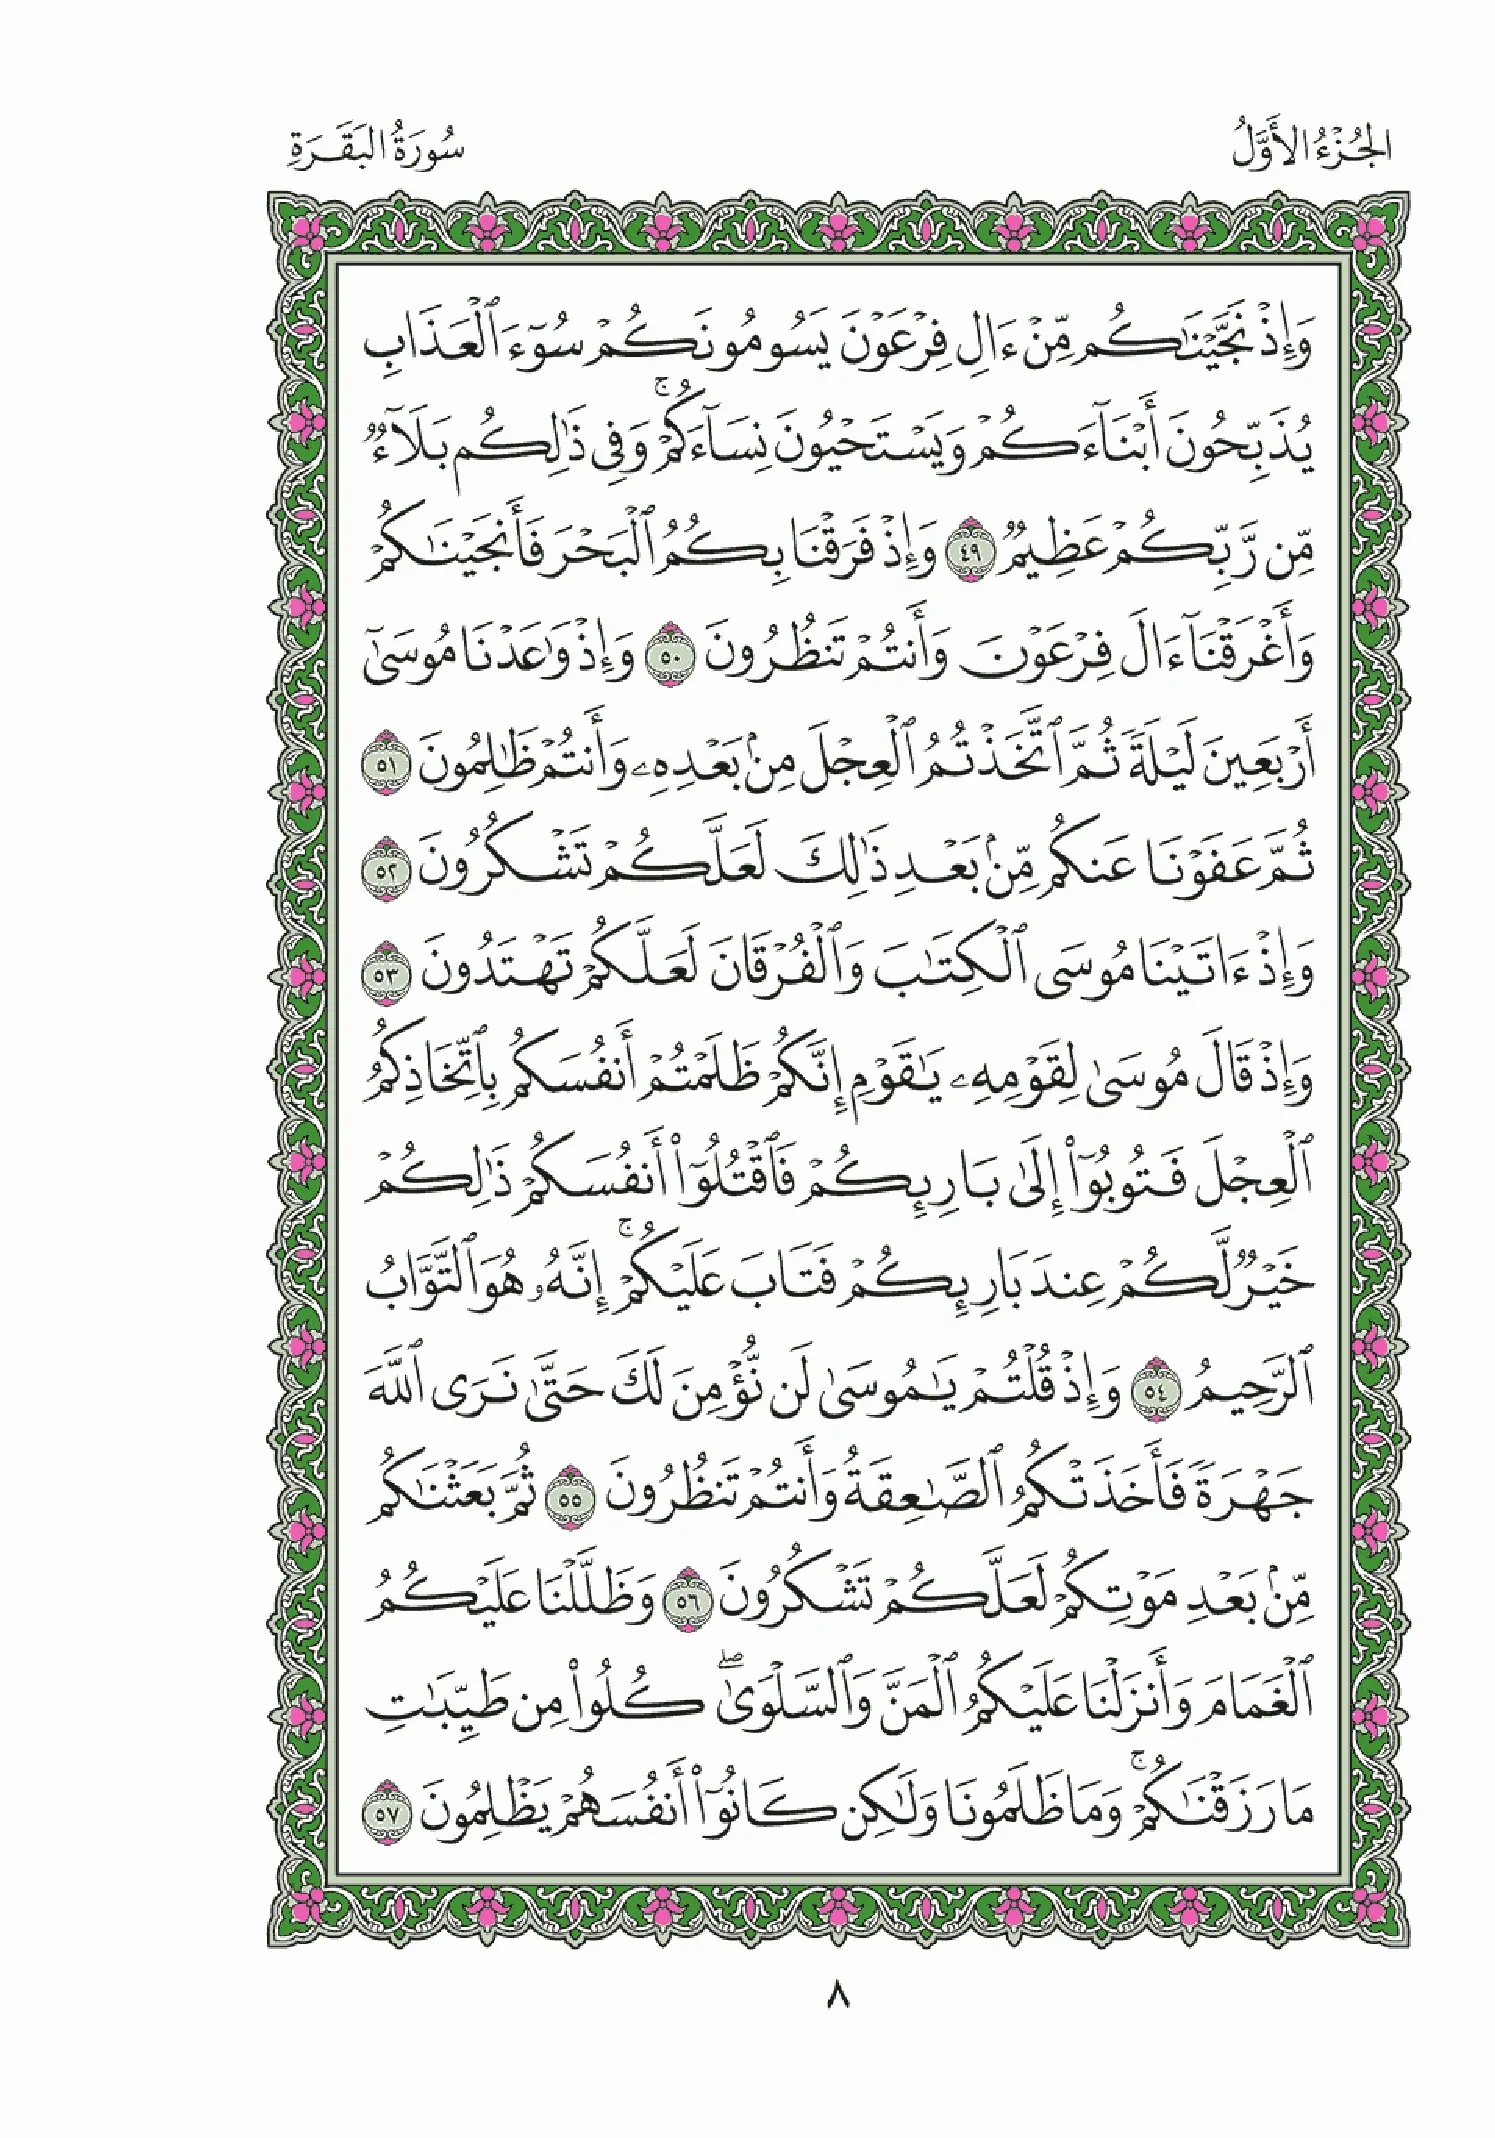 الجُزْءُ الأَوَّلُ
سُورَةُ البَقَرَةِ
وَإِذْ نَجَّيْنَٰكُم مِّنْ ءَالِ فِرْعَوْنَ يَسُومُونَكُمْ سُوٓءَ ٱلْعَذَابِ
يُذَبِّحُونَ أَبْنَآءَكُمْ وَيَسْتَحْيُونَ نِسَآءَكُمْ ۚ وَفِى ذَٰلِكُم بَلَآءٌ
مِّن رَّبِّكُمْ عَظِيمٌ ٤٩ وَإِذْ فَرَقْنَا بِكُمُ ٱلْبَحْرَ فَأَنجَيْنَٰكُمْ
وَأَغْرَقْنَآ ءَالَ فِرْعَوْنَ وَأَنتُمْ تَنظُرُونَ ٥٠ وَإِذْ وَٰعَدْنَا مُوسَىٰٓ
أَرْبَعِينَ لَيْلَةً ثُمَّ ٱتَّخَذْتُمُ ٱلْعِجْلَ مِنۢ بَعْدِهِۦ وَأَنتُمْ ظَٰلِمُونَ ٥١
ثُمَّ عَفَوْنَا عَنكُم مِّنۢ بَعْدِ ذَٰلِكَ لَعَلَّكُمْ تَشْكُرُونَ ٥٢
وَإِذْ ءَاتَيْنَا مُوسَى ٱلْكِتَٰبَ وَٱلْفُرْقَانَ لَعَلَّكُمْ تَهْتَدُونَ ٥٣
وَإِذْ قَالَ مُوسَىٰ لِقَوْمِهِۦ يَٰقَوْمِ إِنَّكُمْ ظَلَمْتُمْ أَنفُسَكُم بِٱتِّخَاذِكُمُ
ٱلْعِجْلَ فَتُوبُوٓا۟ إِلَىٰ بَارِئِكُمْ فَٱقْتُلُوٓا۟ أَنفُسَكُمْ ذَٰلِكُمْ
خَيْرٌ لَّكُمْ عِندَ بَارِئِكُمْ فَتَابَ عَلَيْكُمْ ۚ إِنَّهُۥ هُوَ ٱلتَّوَّابُ
ٱلرَّحِيمُ ٥٤ وَإِذْ قُلْتُمْ يَٰمُوسَىٰ لَن نُّؤْمِنَ لَكَ حَتَّىٰ نَرَى ٱللَّهَ
جَهْرَةً فَأَخَذَتْكُمُ ٱلصَّٰعِقَةُ وَأَنتُمْ تَنظُرُونَ ٥٥ ثُمَّ بَعَثْنَٰكُم
مِّنۢ بَعْدِ مَوْتِكُمْ لَعَلَّكُمْ تَشْكُرُونَ ٥٦ وَظَلَّلْنَا عَلَيْكُمُ
ٱلْغَمَامَ وَأَنزَلْنَا عَلَيْكُمُ ٱلْمَنَّ وَٱلسَّلْوَىٰ ۖ كُلُوا۟ مِن طَيِّبَٰتِ
مَا رَزَقْنَٰكُمْ ۚ وَمَا ظَلَمُونَا وَلَٰكِن كَانُوٓا۟ أَنفُسَهُمْ يَظْلِمُونَ ٥٧
٨